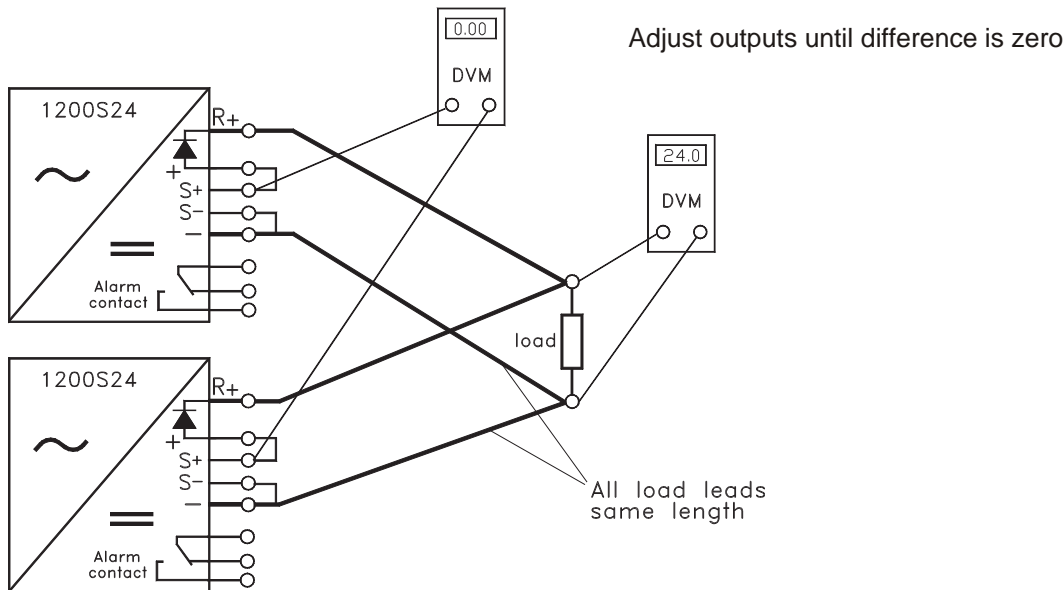 0.00
Adjust outputs until difference is zero
DVM
1200S24
R+
24.0
+
S+
DVM
S-
-
Alarm
contact
load
1200S24
R+
+
S+
S-
-
All load leads
same length
Alarm
contact